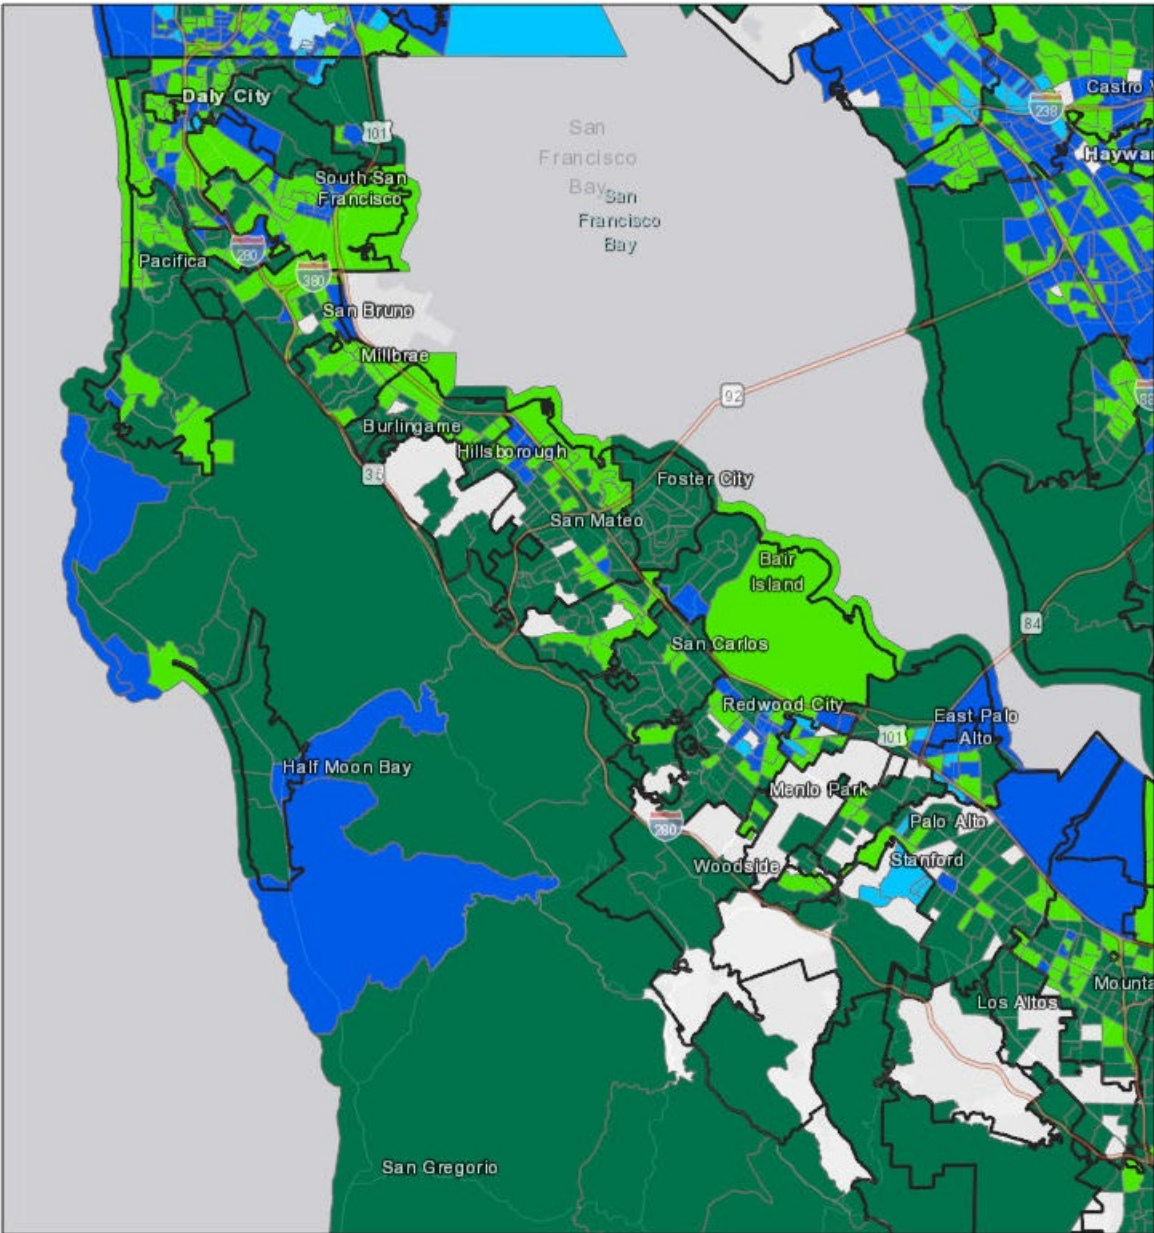 Daly City
101
San
Francisco
Bay
San
Francisco
Bay
Castro V
238
Haywar
South San
Francisco
Pacifica
280
380
San Bruno
Millbrae
92
Burlingame
Hillsborough
35
Foster City
San Mateo
Bair
Island
84
San Carlos
Redwood City
101
East Palo
Alto
Half Moon Bay
Menlo Park
280
Palo Alto
Woodside
Stanford
Los Altos
Mounta
San Gregorio
88